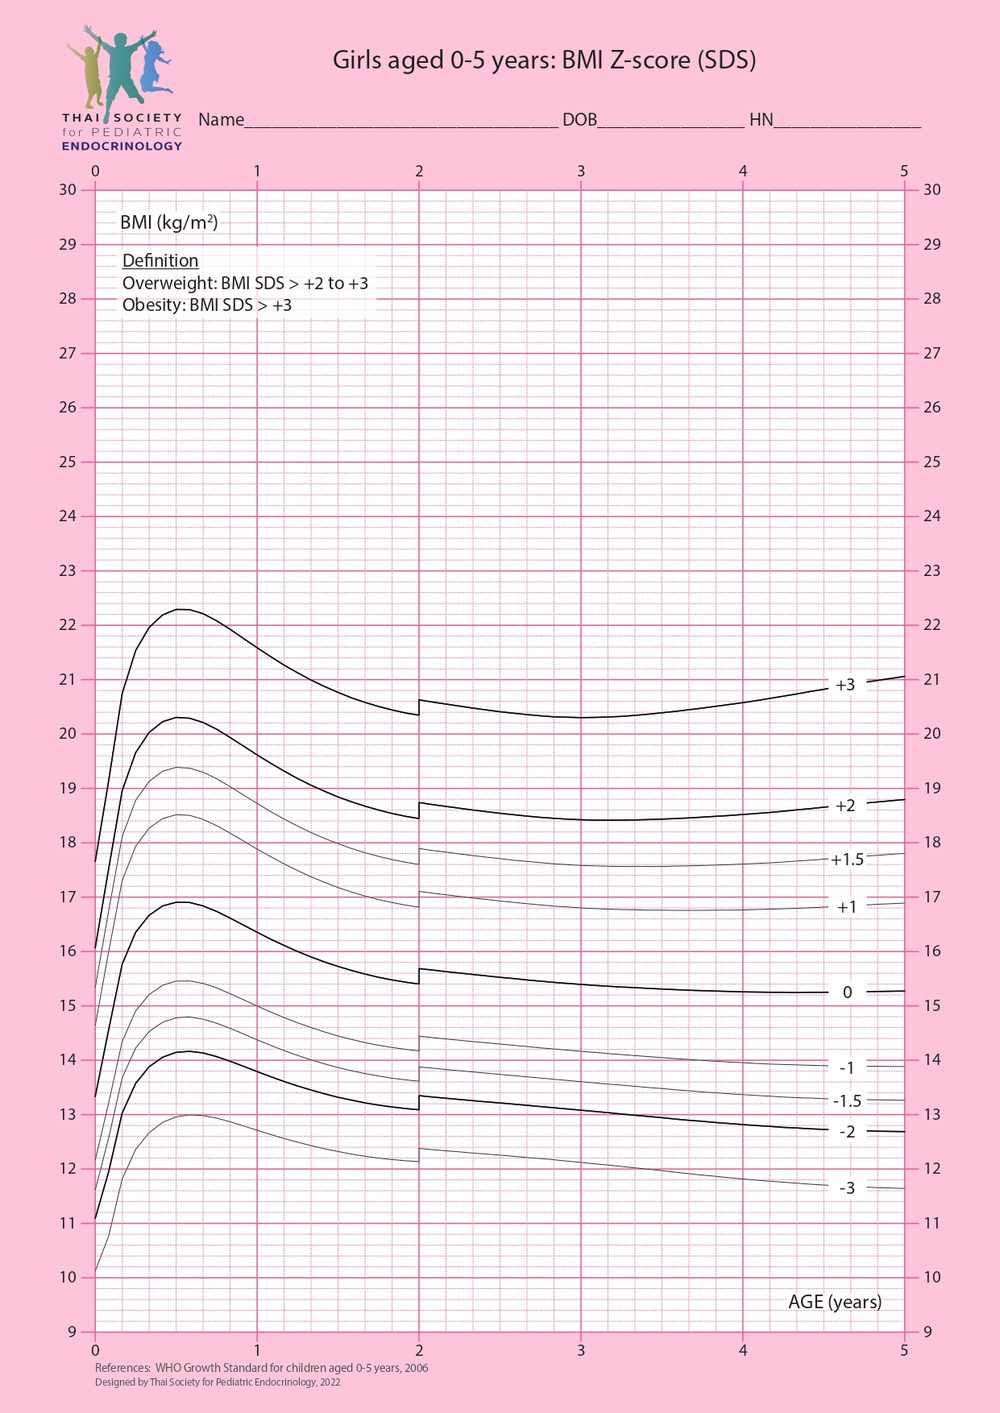 THAI SOCIETY
for PEDIATRIC
ENDOCRINOLOGY
Girls aged 0-5 years: BMI Z-score (SDS)
Name__________________________________ DOB________________ HN________________
0 1 2 3 4 5
30 30
BMI (kg/m²)
29 29
Definition
Overweight: BMI SDS > +2 to +3
28 28
Obesity: BMI SDS > +3
27 27
26 26
25 25
24 24
23 23
22 22
21 +3 21
20 20
19 19
+2
18 18
+1.5
17 17
+1
16 16
0
15 15
14 14
-1
-1.5
13 13
-2
12 12
-3
11 11
10 10
AGE (years)
9 9
0 1 2 3 4 5
References: WHO Growth Standard for children aged 0-5 years, 2006
Designed by Thai Society for Pediatric Endocrinology, 2022